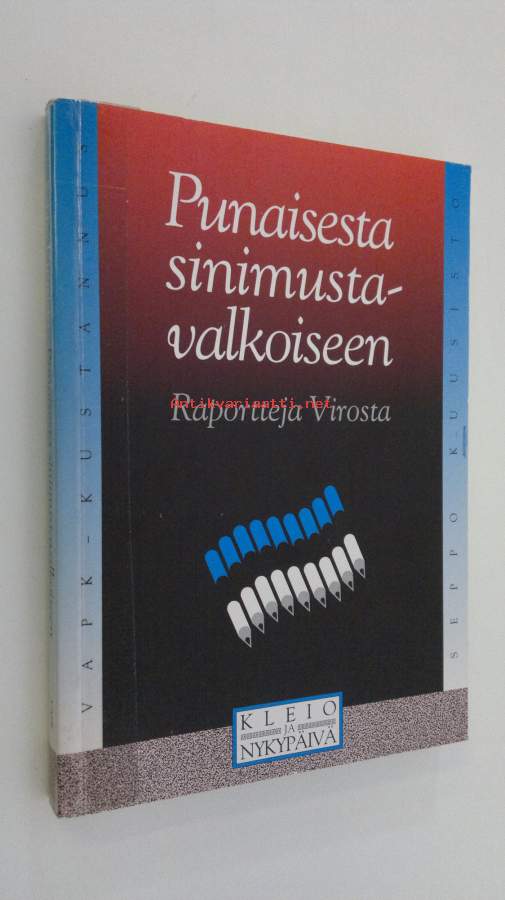 Punaisesta
sinimusta-
valkoiseen
Raportteja Virosta
Antikvariaatti.net
VAPK-KUSTANNUS
SEPPO KUUSISTO
KLEIO
JA
NYKYPÄIVÄ